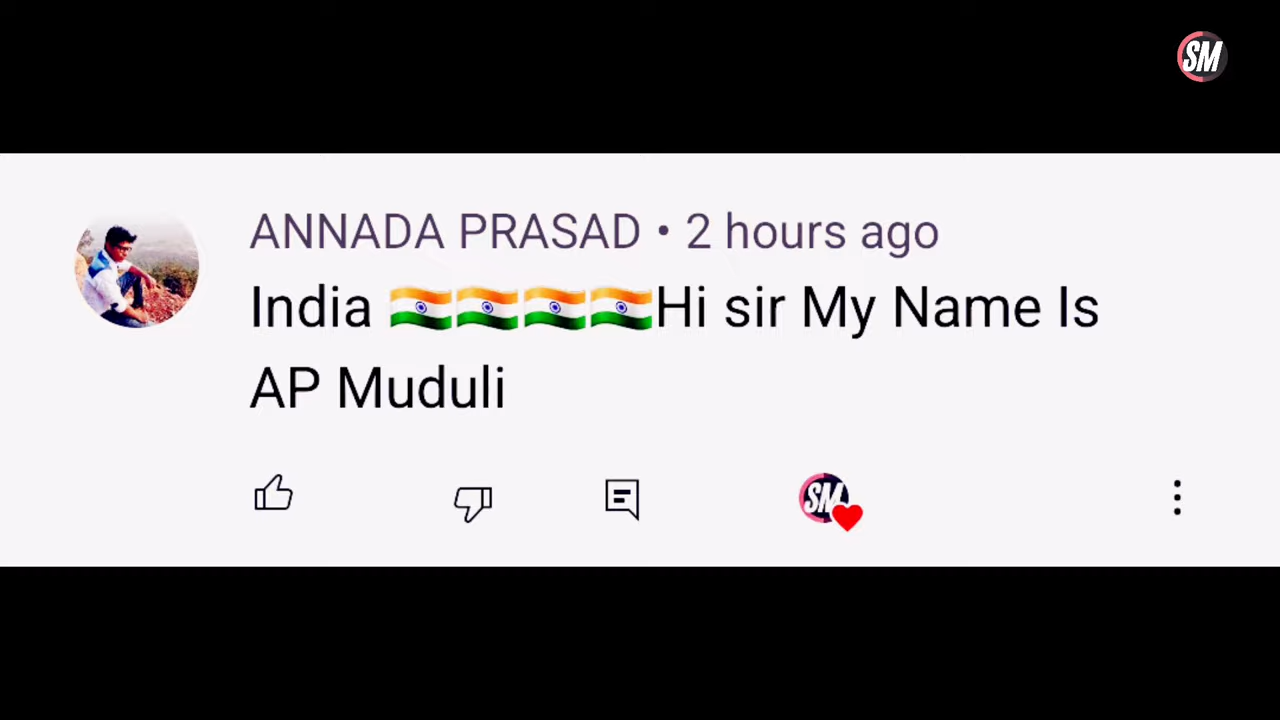 SM
ANNADA PRASAD • 2 hours ago
India 🇮🇳🇮🇳🇮🇳🇮🇳Hi sir My Name Is
AP Muduli
SM